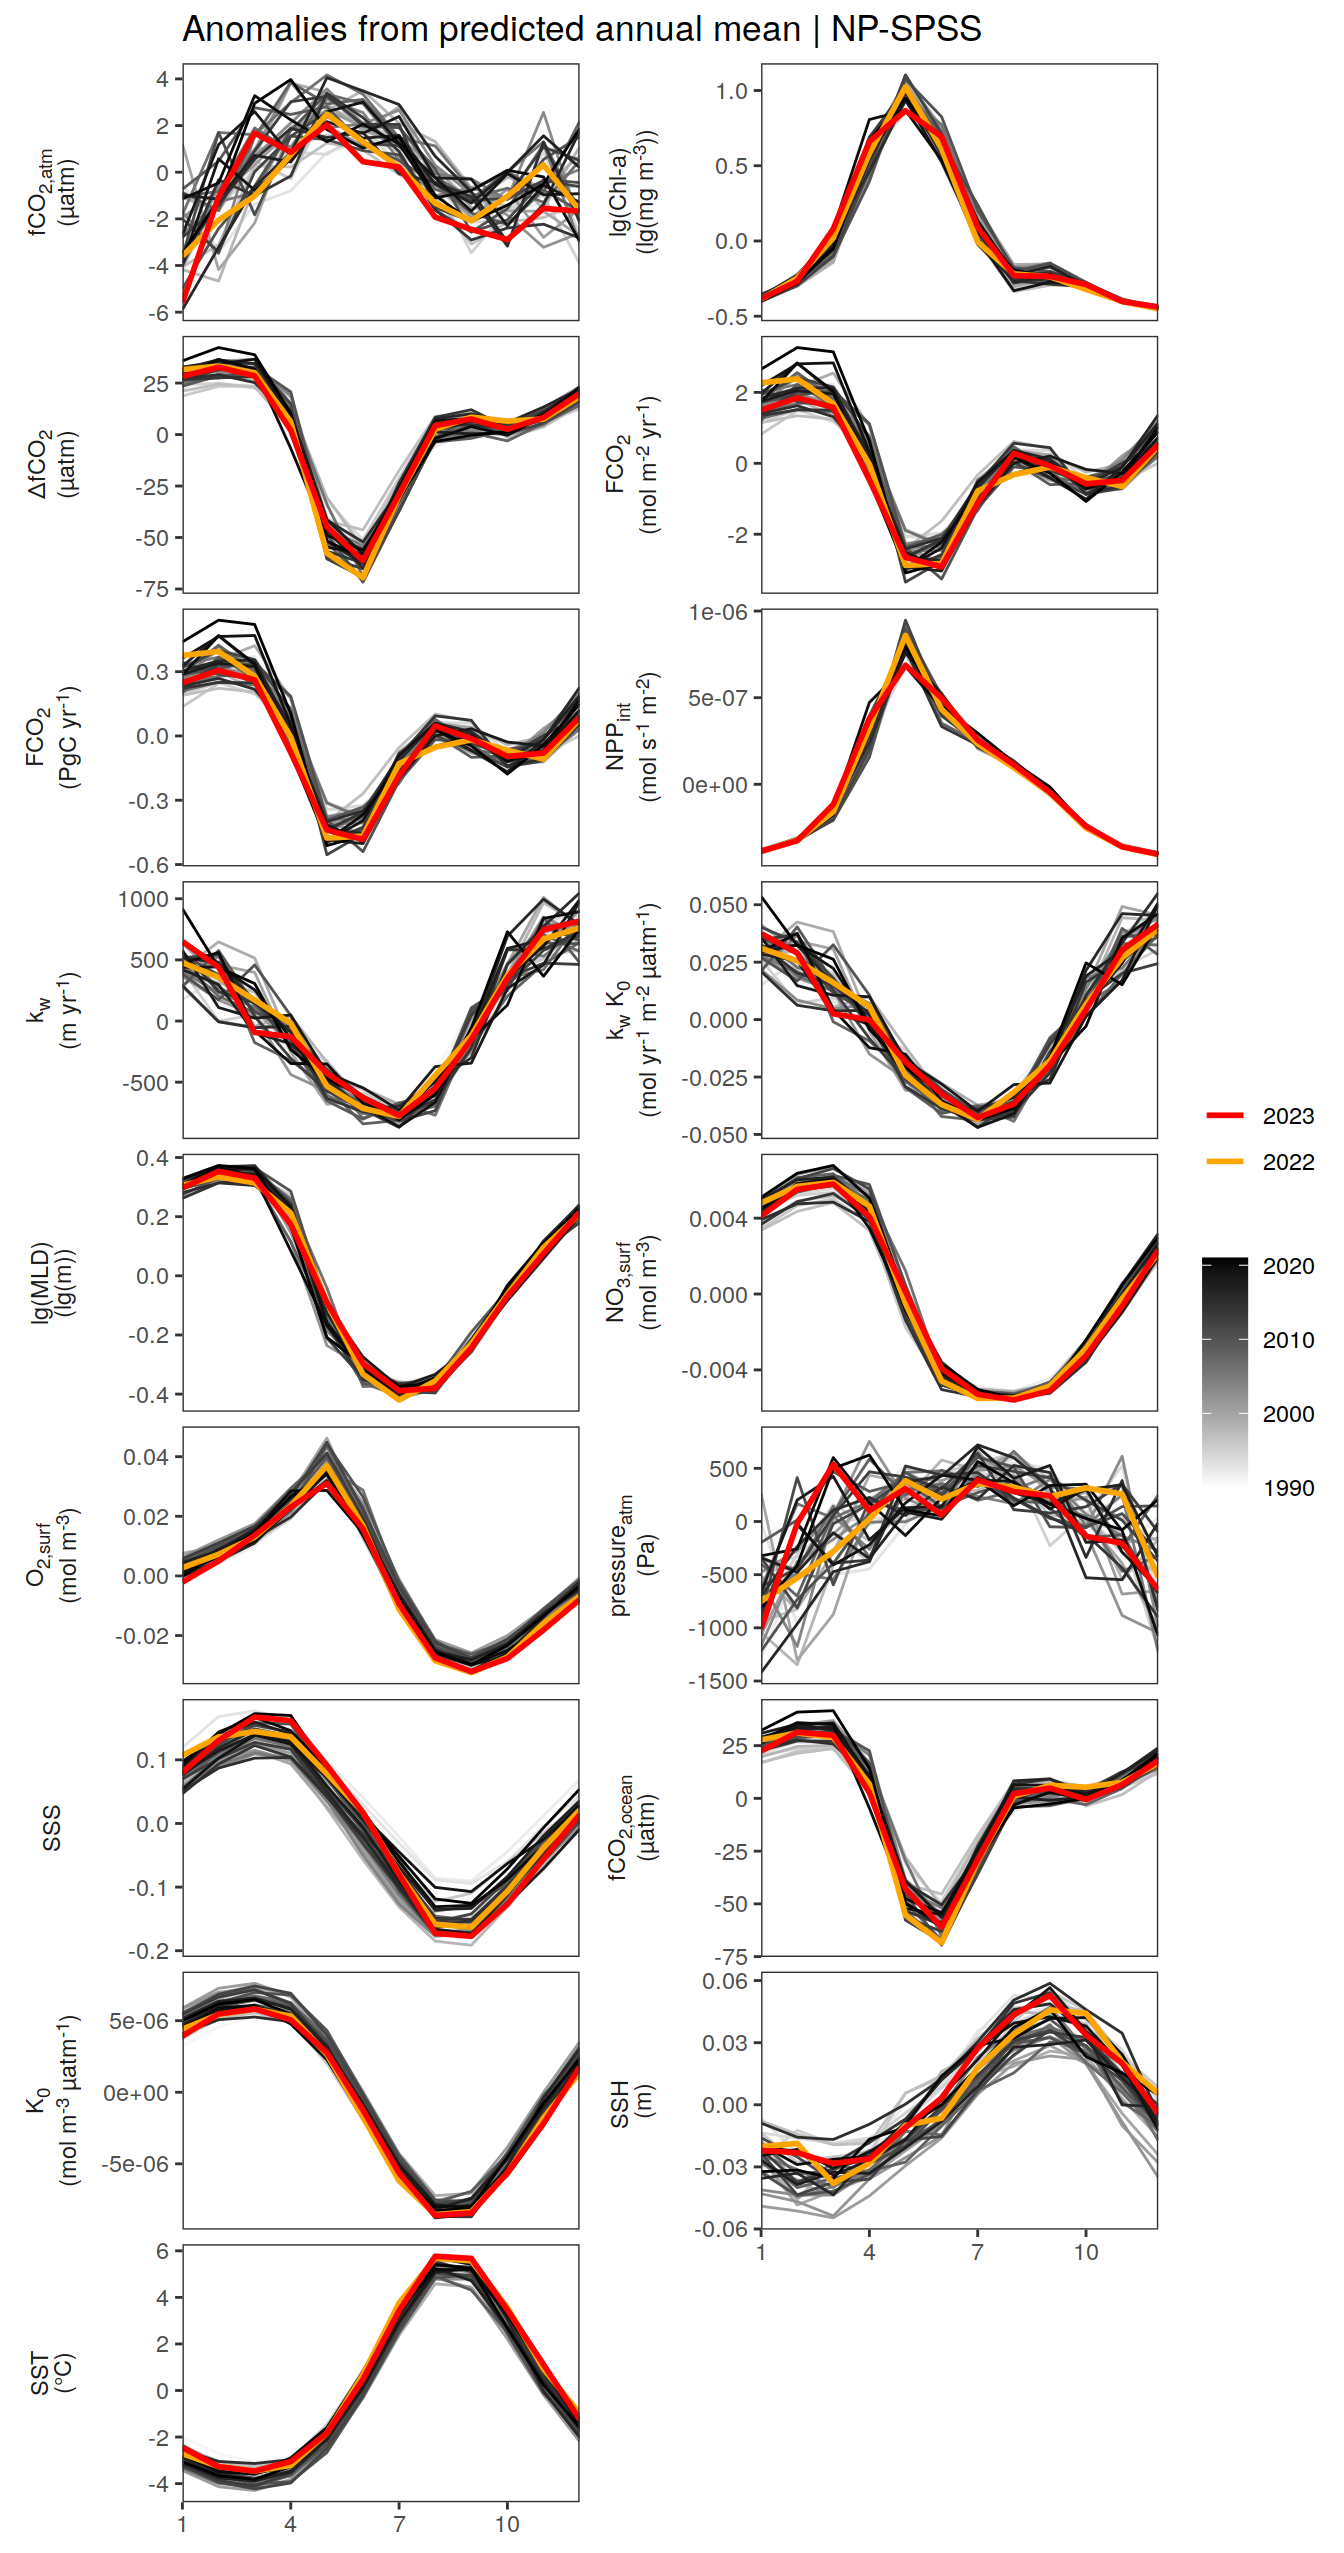 Anomalies from predicted annual mean | NP-SPSS
fCO2,atm
(µatm)
4
2
0
-2
-4
-6
lg(Chl-a)
(lg(mg m-3))
1.0
0.5
0.0
-0.5
ΔfCO2
(µatm)
25
0
-25
-50
-75
FCO2
(mol m-2 yr-1)
2
0
-2
FCO2
(PgC yr-1)
0.3
0.0
-0.3
-0.6
NPPint
(mol s-1 m-2)
1e-06
5e-07
0e+00
kw
(m yr-1)
1000
500
0
-500
kw K0
(mol yr-1 m-2 µatm-1)
0.050
0.025
0.000
-0.025
-0.050
lg(MLD)
(lg(m))
0.4
0.2
0.0
-0.2
-0.4
NO3,surf
(mol m-3)
0.004
0.000
-0.004
O2,surf
(mol m-3)
0.04
0.02
0.00
-0.02
pressureatm
(Pa)
500
0
-500
-1000
-1500
SSS
0.1
0.0
-0.1
-0.2
fCO2,ocean
(µatm)
25
0
-25
-50
-75
K0
(mol m-3 µatm-1)
5e-06
0e+00
-5e-06
SSH
(m)
0.06
0.03
0.00
-0.03
-0.06
1 4 7 10
SST
(°C)
6
4
2
0
-2
-4
1 4 7 10
2023
2022
2020
2010
2000
1990